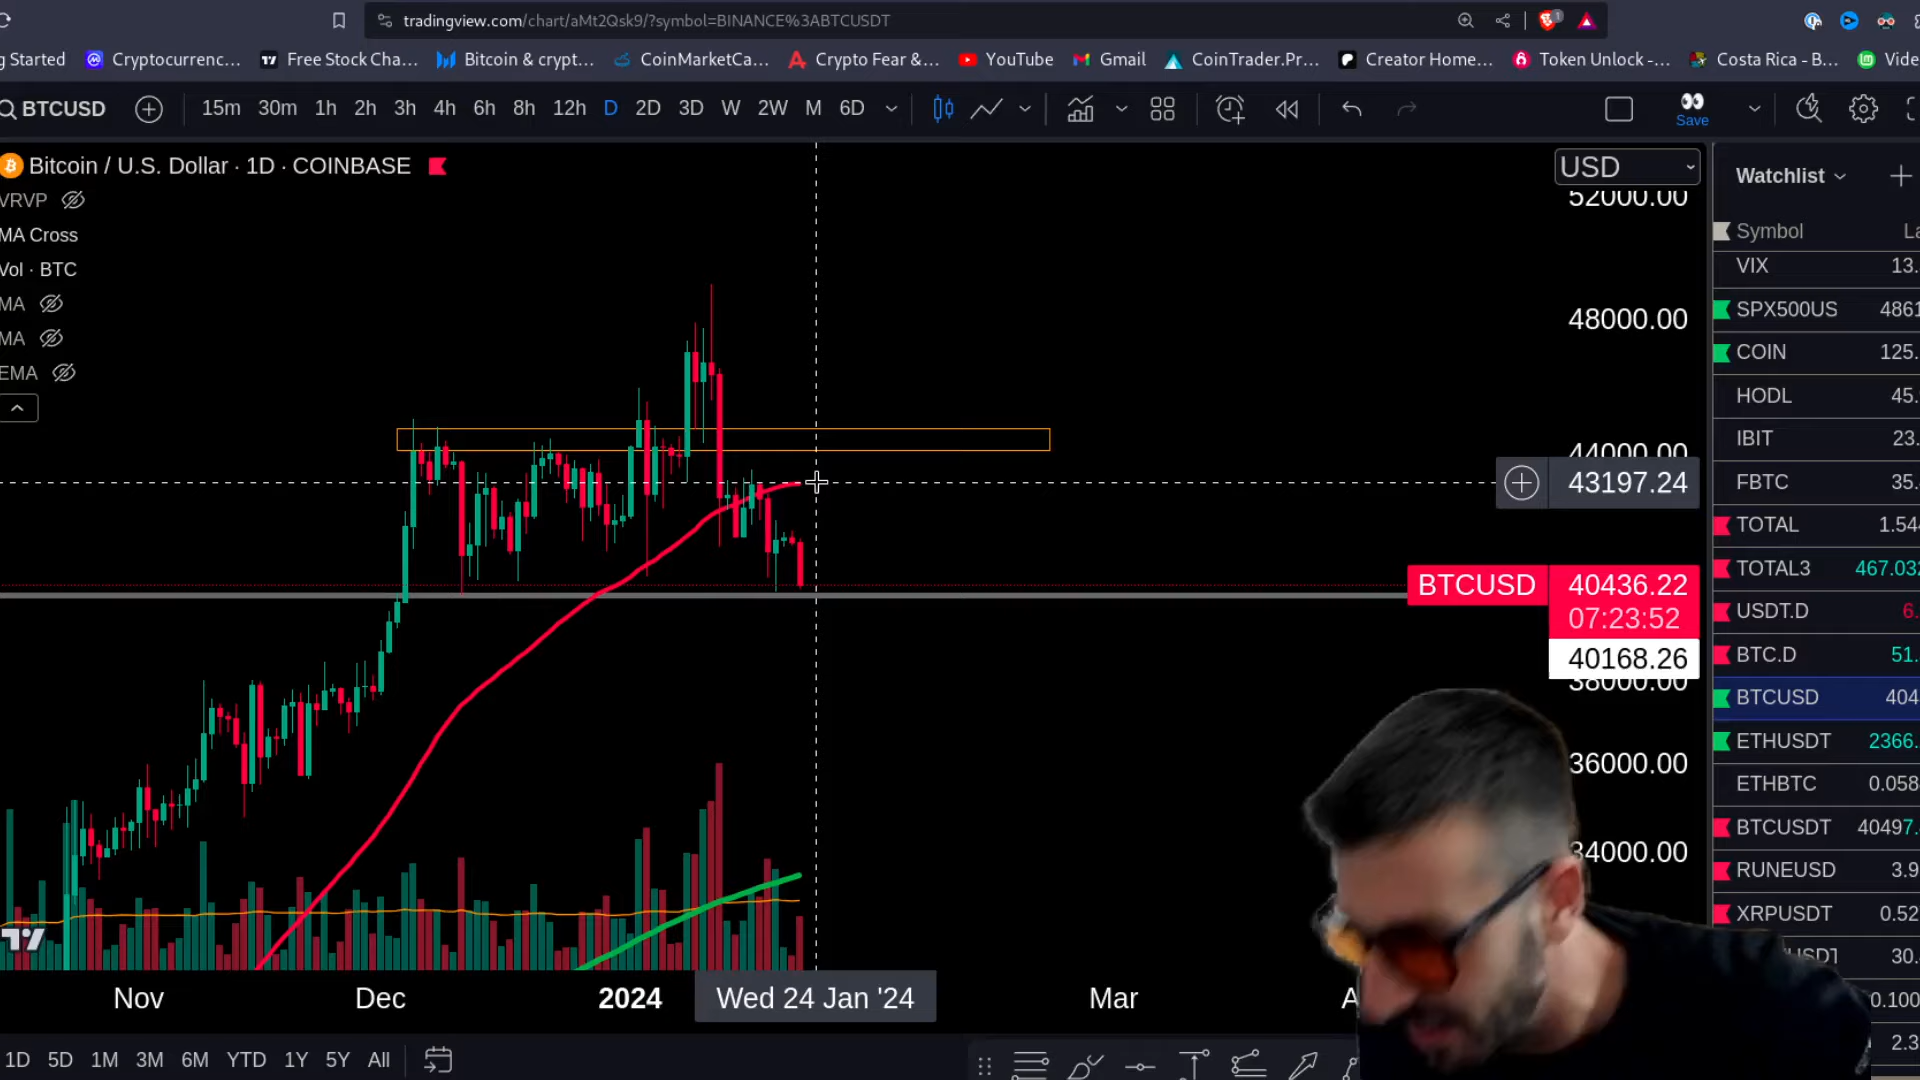 tradingview.com/chart/aMt2Qsk9/?symbol=BINANCE%3ABTCUSDT
1
g Started Cryptocurrenc... Free Stock Cha... Bitcoin & crypt... CoinMarketCa... Crypto Fear &... YouTube Gmail CoinTrader.Pr... Creator Home... Token Unlock -... Costa Rica - B... Vide
BTCUSD 15m 30m 1h 2h 3h 4h 6h 8h 12h D 2D 3D W 2W M 6D Save
Bitcoin / U.S. Dollar · 1D · COINBASE
VRVP
MA Cross
Vol · BTC
MA
MA
EMA
USD
52000.00
48000.00
44000.00
43197.24
BTCUSD 40436.22
07:23:52
40168.26
38000.00
36000.00
34000.00
Watchlist
Symbol La
VIX 13.
SPX500US 4861
COIN 125.
HODL 45.
IBIT 23.
FBTC 35.
TOTAL 1.54
TOTAL3 467.032
USDT.D 6.
BTC.D 51.
BTCUSD 404
ETHUSDT 2366.
ETHBTC 0.058
BTCUSDT 40497.
RUNEUSD 3.9
XRPUSDT 0.52
USDT 30.
0.100
2.3
Nov Dec 2024 Wed 24 Jan '24 Mar A
1D 5D 1M 3M 6M YTD 1Y 5Y All